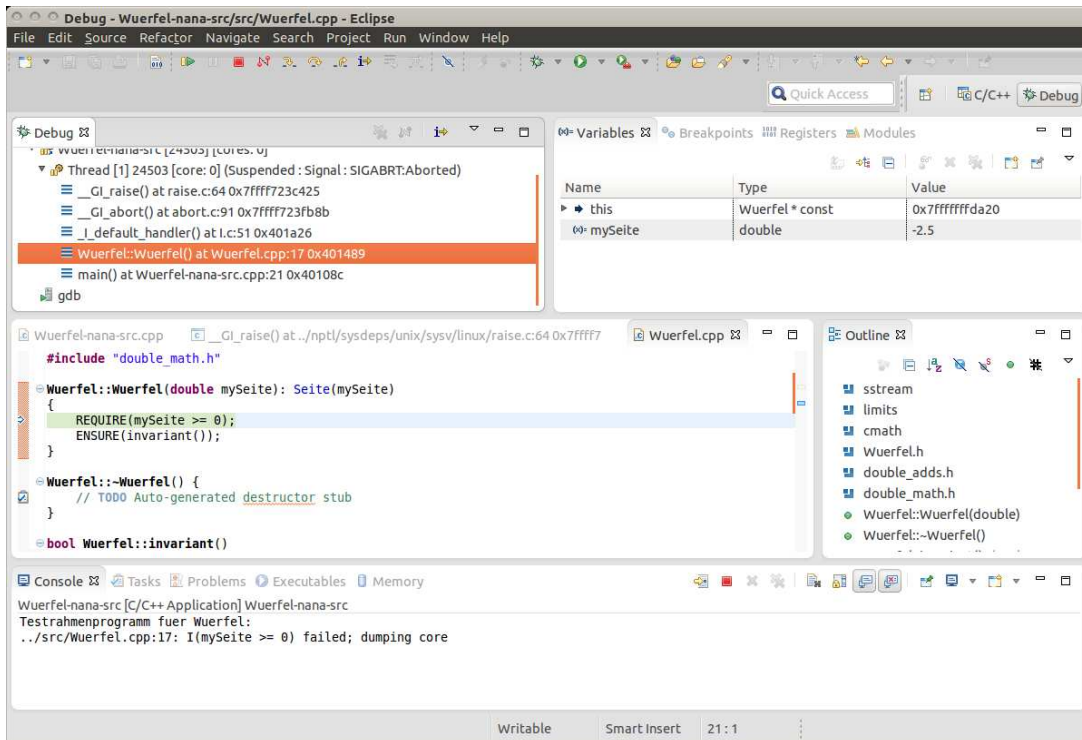 Debug - Wuerfel-nana-src/src/Wuerfel.cpp - Eclipse
File Edit Source Refactor Navigate Search Project Run Window Help
Quick Access
C/C++
Debug
Debug
Wuerfel-nana-src [24503] [cores: 0]
Thread [1] 24503 [core: 0] (Suspended : Signal : SIGABRT:Aborted)
__GI_raise() at raise.c:64 0x7ffff723c425
__GI_abort() at abort.c:91 0x7ffff723fb8b
_I_default_handler() at I.c:51 0x401a26
Wuerfel::Wuerfel() at Wuerfel.cpp:17 0x401489
main() at Wuerfel-nana-src.cpp:21 0x40108c
gdb
Variables Breakpoints Registers Modules
Name Type Value
this Wuerfel * const 0x7fffffffda20
mySeite double -2.5
Wuerfel-nana-src.cpp __GI_raise() at ../nptl/sysdeps/unix/sysv/linux/raise.c:64 0x7ffff7 Wuerfel.cpp
#include "double_math.h"
Wuerfel::Wuerfel(double mySeite): Seite(mySeite)
{
REQUIRE(mySeite >= 0);
ENSURE(invariant());
}
Wuerfel::~Wuerfel() {
// TODO Auto-generated destructor stub
}
bool Wuerfel::invariant()
Outline
sstream
limits
cmath
Wuerfel.h
double_adds.h
double_math.h
Wuerfel::Wuerfel(double)
Wuerfel::~Wuerfel()
Console Tasks Problems Executables Memory
Wuerfel-nana-src [C/C++ Application] Wuerfel-nana-src
Testrahmenprogramm fuer Wuerfel:
../src/Wuerfel.cpp:17: I(mySeite >= 0) failed; dumping core
Writable Smart Insert 21 : 1